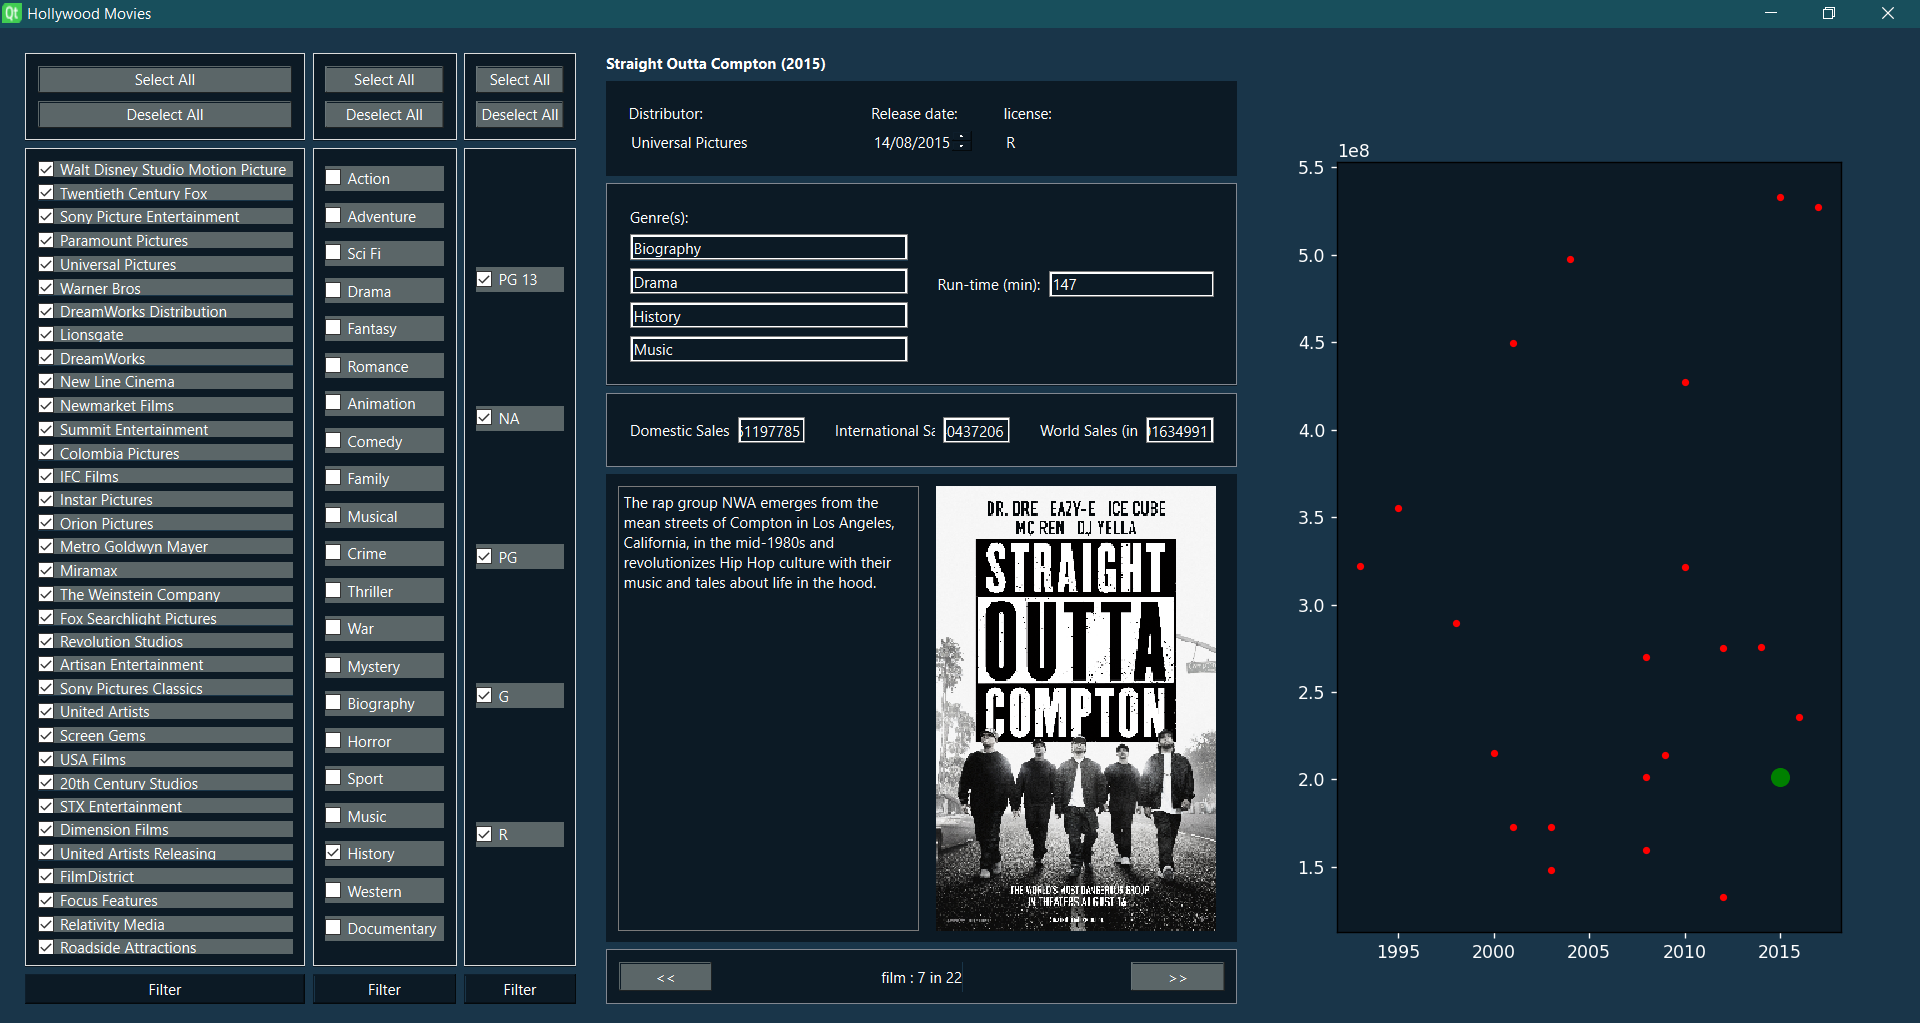 Hollywood Movies
Select All
Deselect All
Walt Disney Studio Motion Picture
Twentieth Century Fox
Sony Picture Entertainment
Paramount Pictures
Universal Pictures
Warner Bros
DreamWorks Distribution
Lionsgate
DreamWorks
New Line Cinema
Newmarket Films
Summit Entertainment
Colombia Pictures
IFC Films
Instar Pictures
Orion Pictures
Metro Goldwyn Mayer
Miramax
The Weinstein Company
Fox Searchlight Pictures
Revolution Studios
Artisan Entertainment
Sony Pictures Classics
United Artists
Screen Gems
USA Films
20th Century Studios
STX Entertainment
Dimension Films
United Artists Releasing
FilmDistrict
Focus Features
Relativity Media
Roadside Attractions
Filter
Select All
Deselect All
Action
Adventure
Sci Fi
Drama
Fantasy
Romance
Animation
Comedy
Family
Musical
Crime
Thriller
War
Mystery
Biography
Horror
Sport
Music
History
Western
Documentary
Filter
Select All
Deselect All
PG 13
NA
PG
G
R
Filter
Straight Outta Compton (2015)
Distributor: Release date: license:
Universal Pictures 14/08/2015 R
Genre(s):
Biography
Drama
History
Music
Run-time (min): 147
Domestic Sales 61197785 International Sa 0437206 World Sales (in 01634991
The rap group NWA emerges from the
mean streets of Compton in Los Angeles,
California, in the mid-1980s and
revolutionizes Hip Hop culture with their
music and tales about life in the hood.
DR. DRE EAZY-E ICE CUBE
MC REN DJ YELLA
STRAIGHT
OUTTA
COMPTON
THE WORLD'S MOST DANGEROUS GROUP
IN THEATERS AUGUST 14
<< film : 7 in 22 >>
1e8
5.5
5.0
4.5
4.0
3.5
3.0
2.5
2.0
1.5
1995 2000 2005 2010 2015